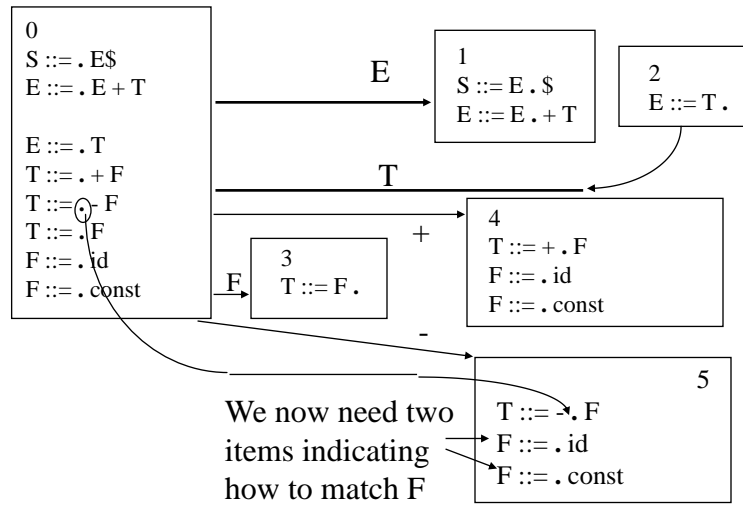 0
S ::= . E$
E ::= . E + T
E ::= . T
T ::= . + F
T ::= . - F
T ::= . F
F ::= . id
F ::= . const
E
1
S ::= E . $
E ::= E . + T
2
E ::= T .
T
+
4
T ::= + . F
F ::= . id
F ::= . const
F
3
T ::= F .
-
5
T ::= - . F
F ::= . id
F ::= . const
We now need two
items indicating
how to match F